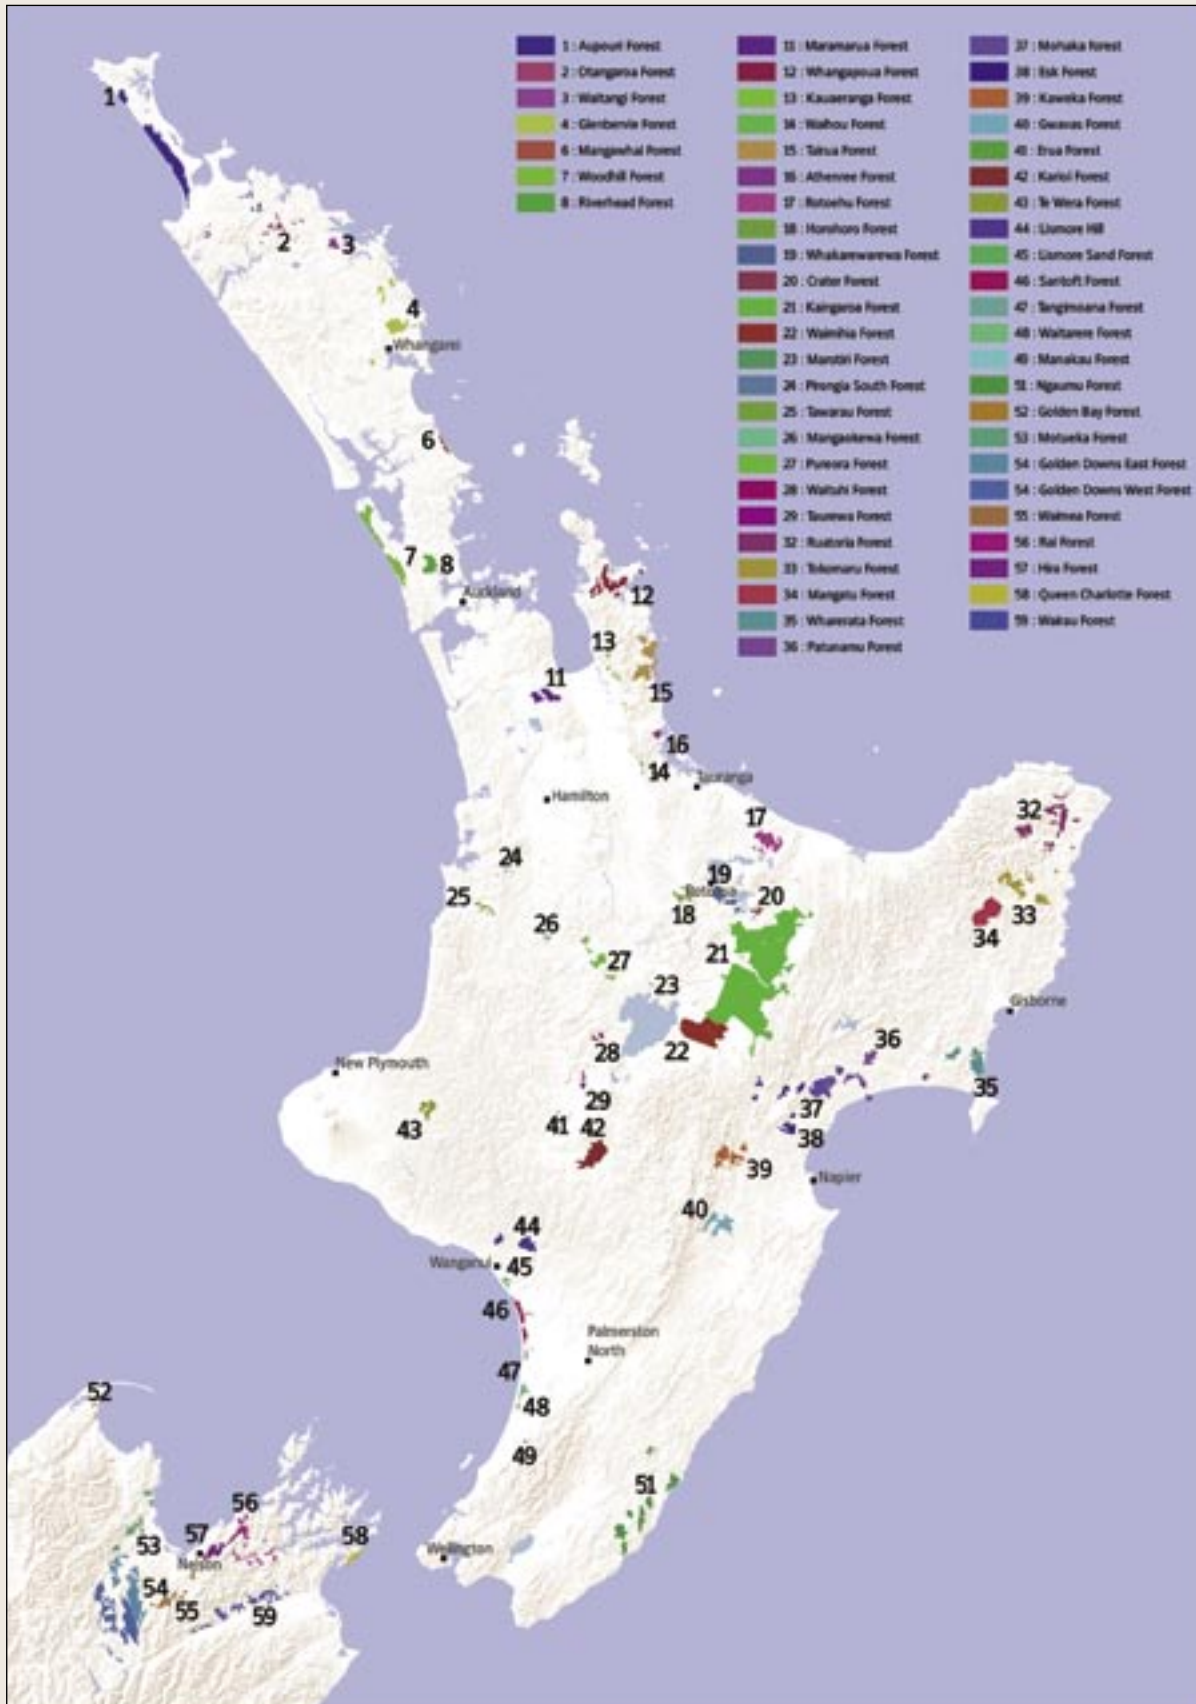 1 : Aupouri Forest
2 : Otangaroa Forest
3 : Waitangi Forest
4 : Glenbervie Forest
6 : Mangawhai Forest
7 : Woodhill Forest
8 : Riverhead Forest
11 : Maramarua Forest
12 : Whangapoua Forest
13 : Kauaeranga Forest
14 : Waihou Forest
15 : Tairua Forest
16 : Athenree Forest
17 : Rotoehu Forest
18 : Horohoro Forest
19 : Whakarewarewa Forest
20 : Crater Forest
21 : Kaingaroa Forest
22 : Waimihia Forest
23 : Marotiri Forest
24 : Pirongia South Forest
25 : Tawarau Forest
26 : Mangaokewa Forest
27 : Pureora Forest
28 : Waituhi Forest
29 : Taurewa Forest
32 : Ruatoria Forest
33 : Tokomaru Forest
34 : Mangatu Forest
35 : Wharerata Forest
36 : Patunamu Forest
37 : Mohaka Forest
38 : Esk Forest
39 : Kaweka Forest
40 : Gwavas Forest
41 : Erua Forest
42 : Karioi Forest
43 : Te Wera Forest
44 : Lismore Hill
45 : Lismore Sand Forest
46 : Santoft Forest
47 : Tangimoana Forest
48 : Waitarere Forest
49 : Manakau Forest
51 : Ngaumu Forest
52 : Golden Bay Forest
53 : Motueka Forest
54 : Golden Downs East Forest
54 : Golden Downs West Forest
55 : Waimea Forest
56 : Rai Forest
57 : Hira Forest
58 : Queen Charlotte Forest
59 : Wairau Forest
1
2
3
4
Whangarei
6
7
8
Auckland
12
13
11
15
16
14
Tauranga
Hamilton
17
32
24
19
Rotorua
25
20
18
33
26
34
21
27
23
Gisborne
28
22
36
New Plymouth
35
29
37
43
41
42
38
39
Napier
40
44
Wanganui
45
46
Palmerston
North
47
52
48
49
51
56
57
58
53
Nelson
Wellington
54
55
59